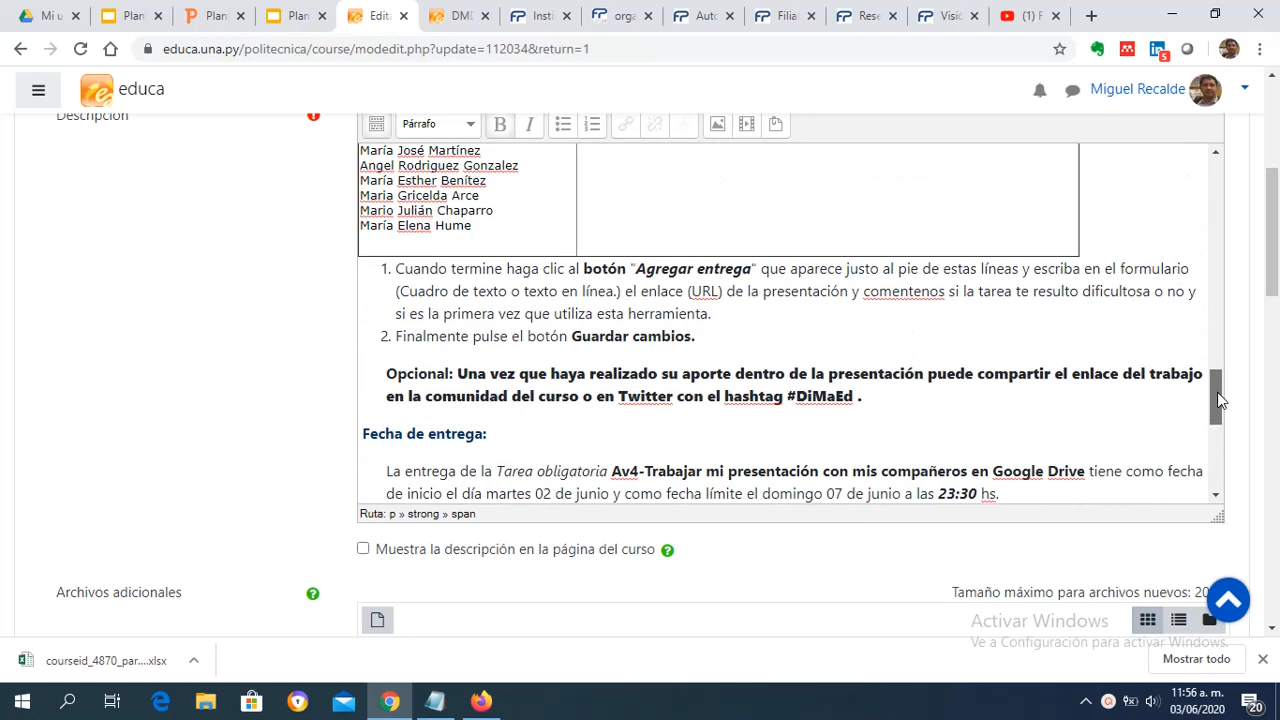 Mi u
Plan
Plan
Plan
Edita
DMD
Insti
orga
Auto
Filia
Rese
Visió
(1) F
educa.una.py/politecnica/course/modedit.php?update=112034&return=1
5
educa
Miguel Recalde
Descripción
Párrafo
B I
María José Martínez
Angel Rodriguez Gonzalez
María Esther Benítez
Maria Gricelda Arce
Mario Julián Chaparro
María Elena Hume
1. Cuando termine haga clic al botón "Agregar entrega" que aparece justo al pie de estas líneas y escriba en el formulario
(Cuadro de texto o texto en línea.) el enlace (URL) de la presentación y comentenos si la tarea te resulto dificultosa o no y
si es la primera vez que utiliza esta herramienta.
2. Finalmente pulse el botón Guardar cambios.
Opcional: Una vez que haya realizado su aporte dentro de la presentación puede compartir el enlace del trabajo
en la comunidad del curso o en Twitter con el hashtag #DiMaEd .
Fecha de entrega:
La entrega de la Tarea obligatoria Av4-Trabajar mi presentación con mis compañeros en Google Drive tiene como fecha
de inicio el día martes 02 de junio y como fecha límite el domingo 07 de junio a las 23:30 hs.
Ruta: p » strong » span
Muestra la descripción en la página del curso
Archivos adicionales
Tamaño máximo para archivos nuevos: 20
Activar Windows
Ve a Configuración para activar Windows.
courseid_4870_par....xlsx
Mostrar todo
11:56 a. m.
03/06/2020
20